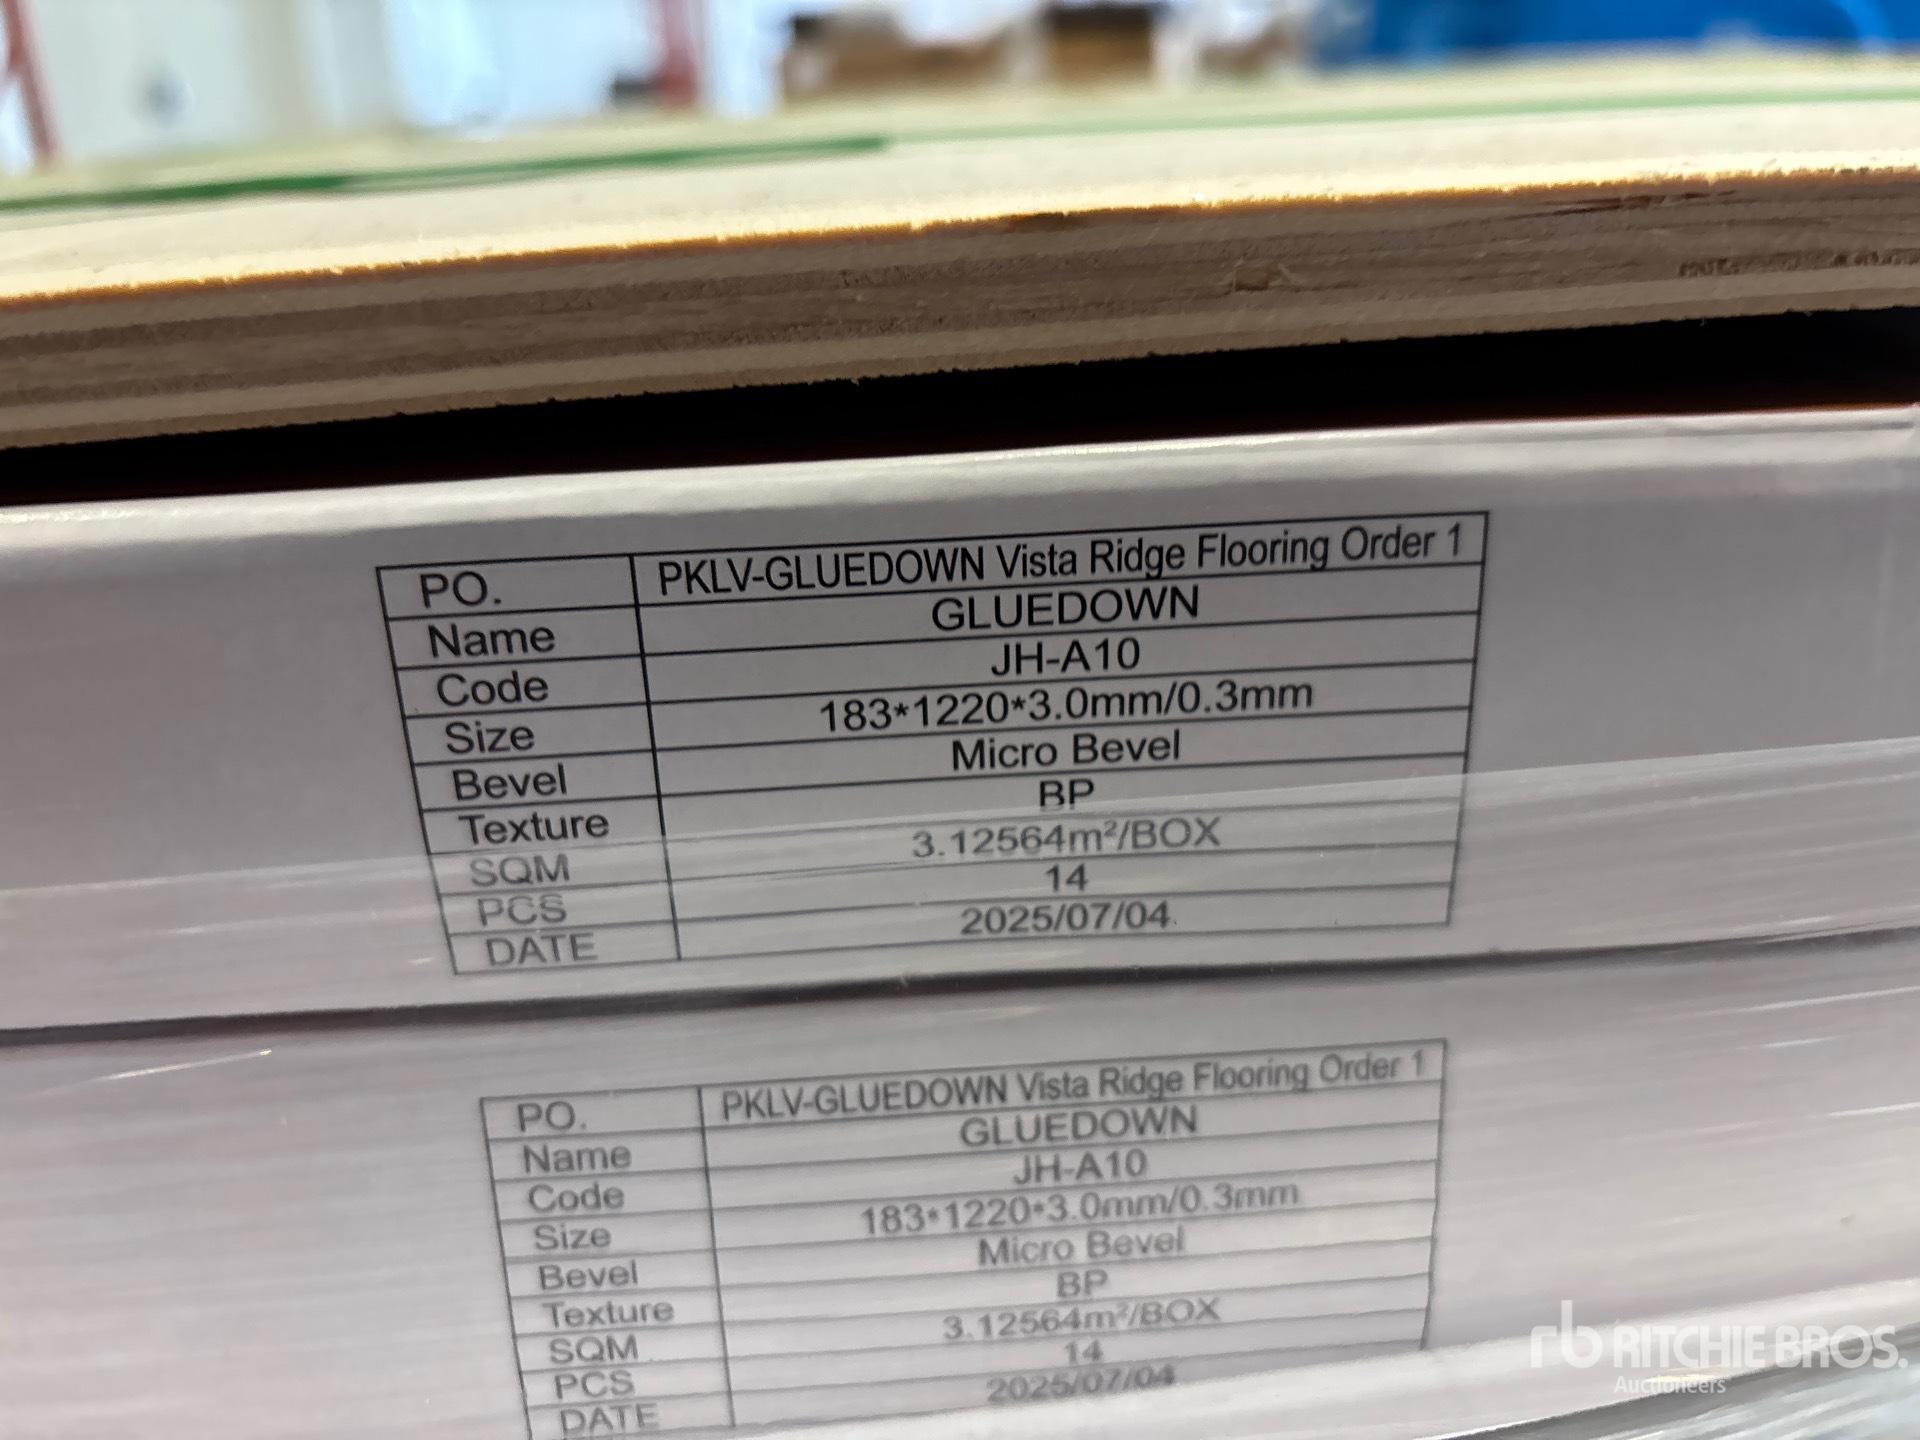 PO. PKLV-GLUEDOWN Vista Ridge Flooring Order 1
Name GLUEDOWN
Code JH-A10
Size 183*1220*3.0mm/0.3mm
Bevel Micro Bevel
Texture BP
SQM 3.12564m²/BOX
PCS 14
DATE 2025/07/04
PO. PKLV-GLUEDOWN Vista Ridge Flooring Order 1
Name GLUEDOWN
Code JH-A10
Size 183*1220*3.0mm/0.3mm
Bevel Micro Bevel
Texture BP
SQM 3.12564m²/BOX
PCS 14
DATE 2025/07/04
rb RITCHIE BROS.
Auctioneers